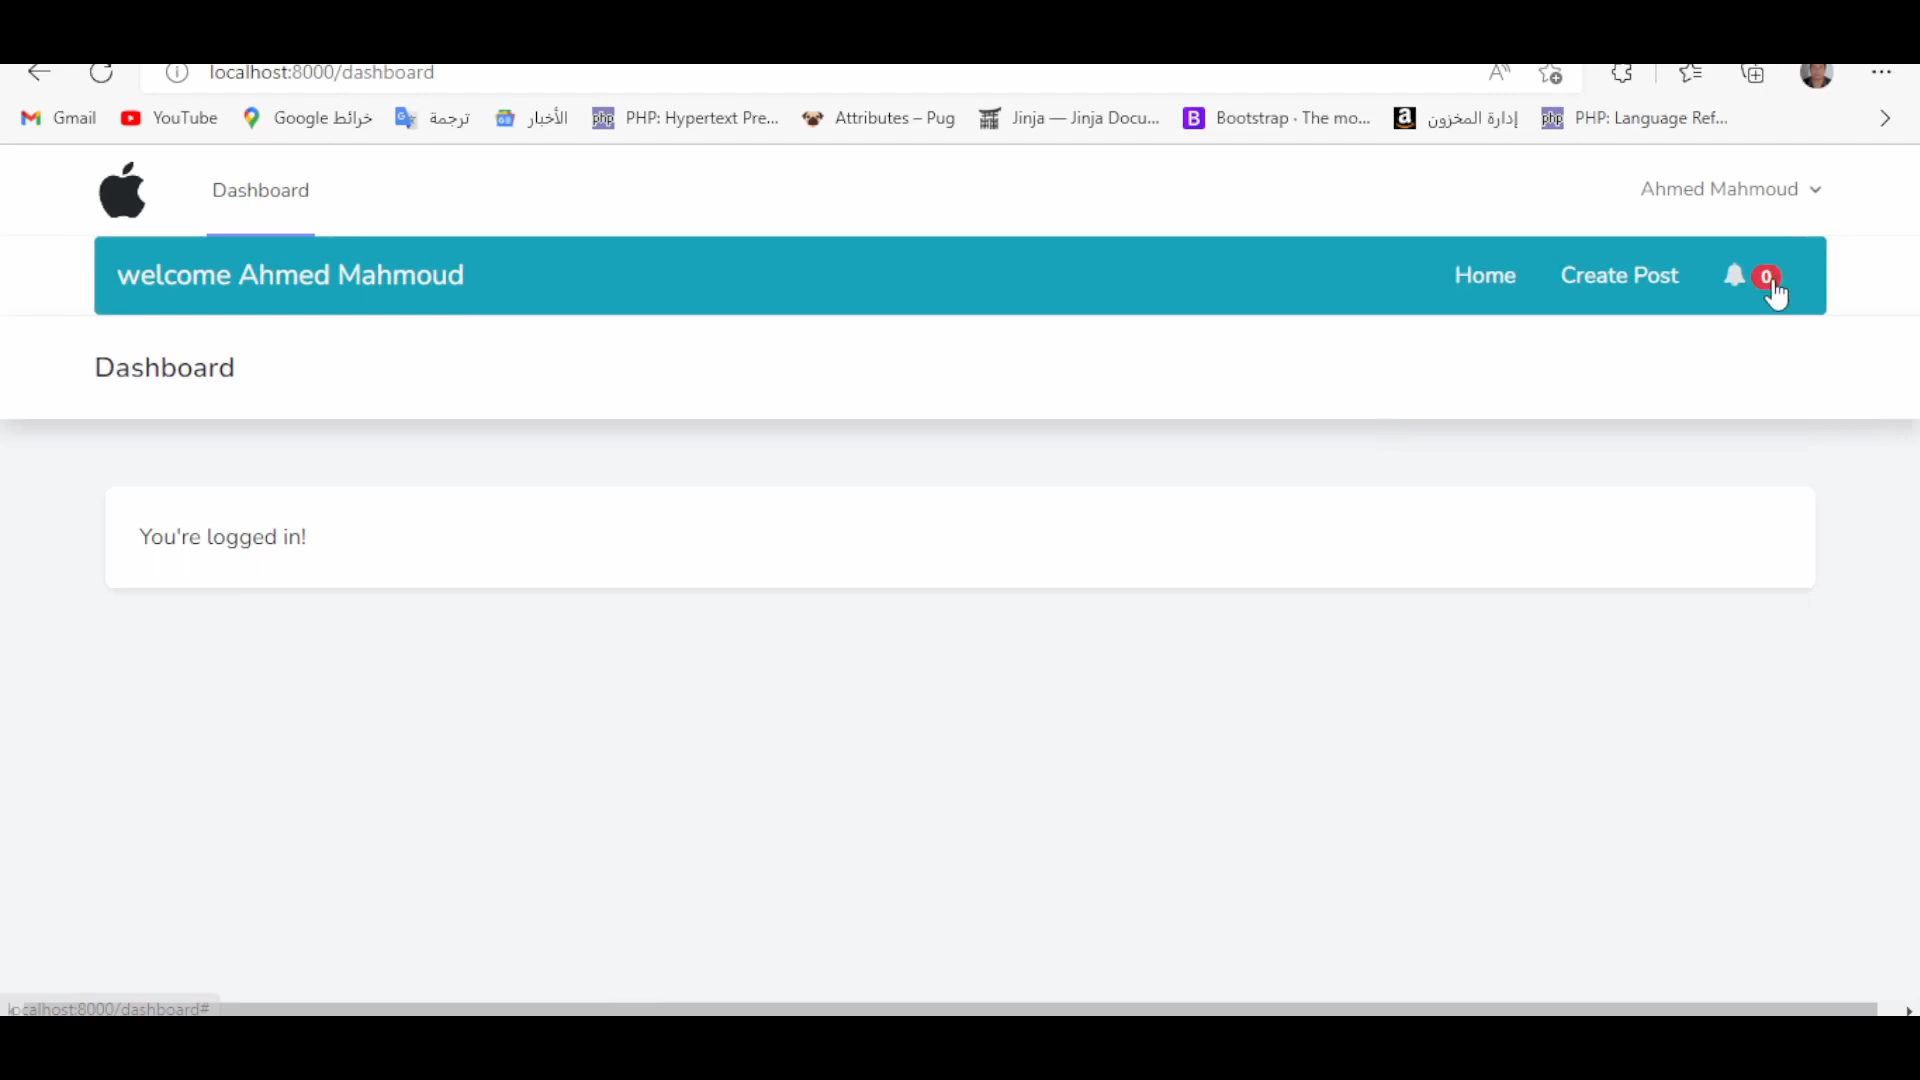 localhost:8000/dashboard
Gmail YouTube خرائط Google ترجمة الأخبار PHP: Hypertext Pre... Attributes – Pug Jinja — Jinja Docu... Bootstrap · The mo... إدارة المخزون PHP: Language Ref...
Dashboard Ahmed Mahmoud
welcome Ahmed Mahmoud Home Create Post 0
Dashboard
You're logged in!
localhost:8000/dashboard#